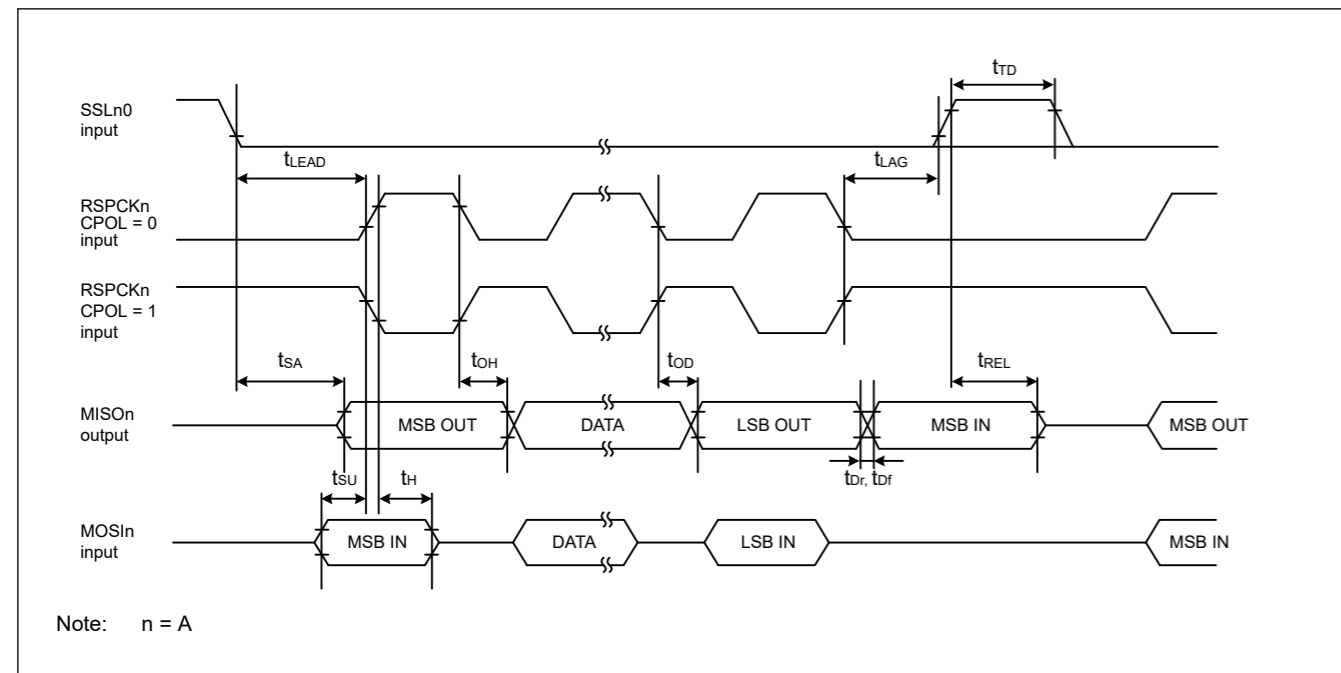 tTD
SSLn0
input
tLEAD
tLAG
RSPCKn
CPOL = 0
input
RSPCKn
CPOL = 1
input
tSA
tOH
tOD
tREL
MISOn
output
MSB OUT
DATA
LSB OUT
MSB IN
MSB OUT
tSU
tH
tDr, tDf
MOSIn
input
MSB IN
DATA
LSB IN
MSB IN
Note: n = A